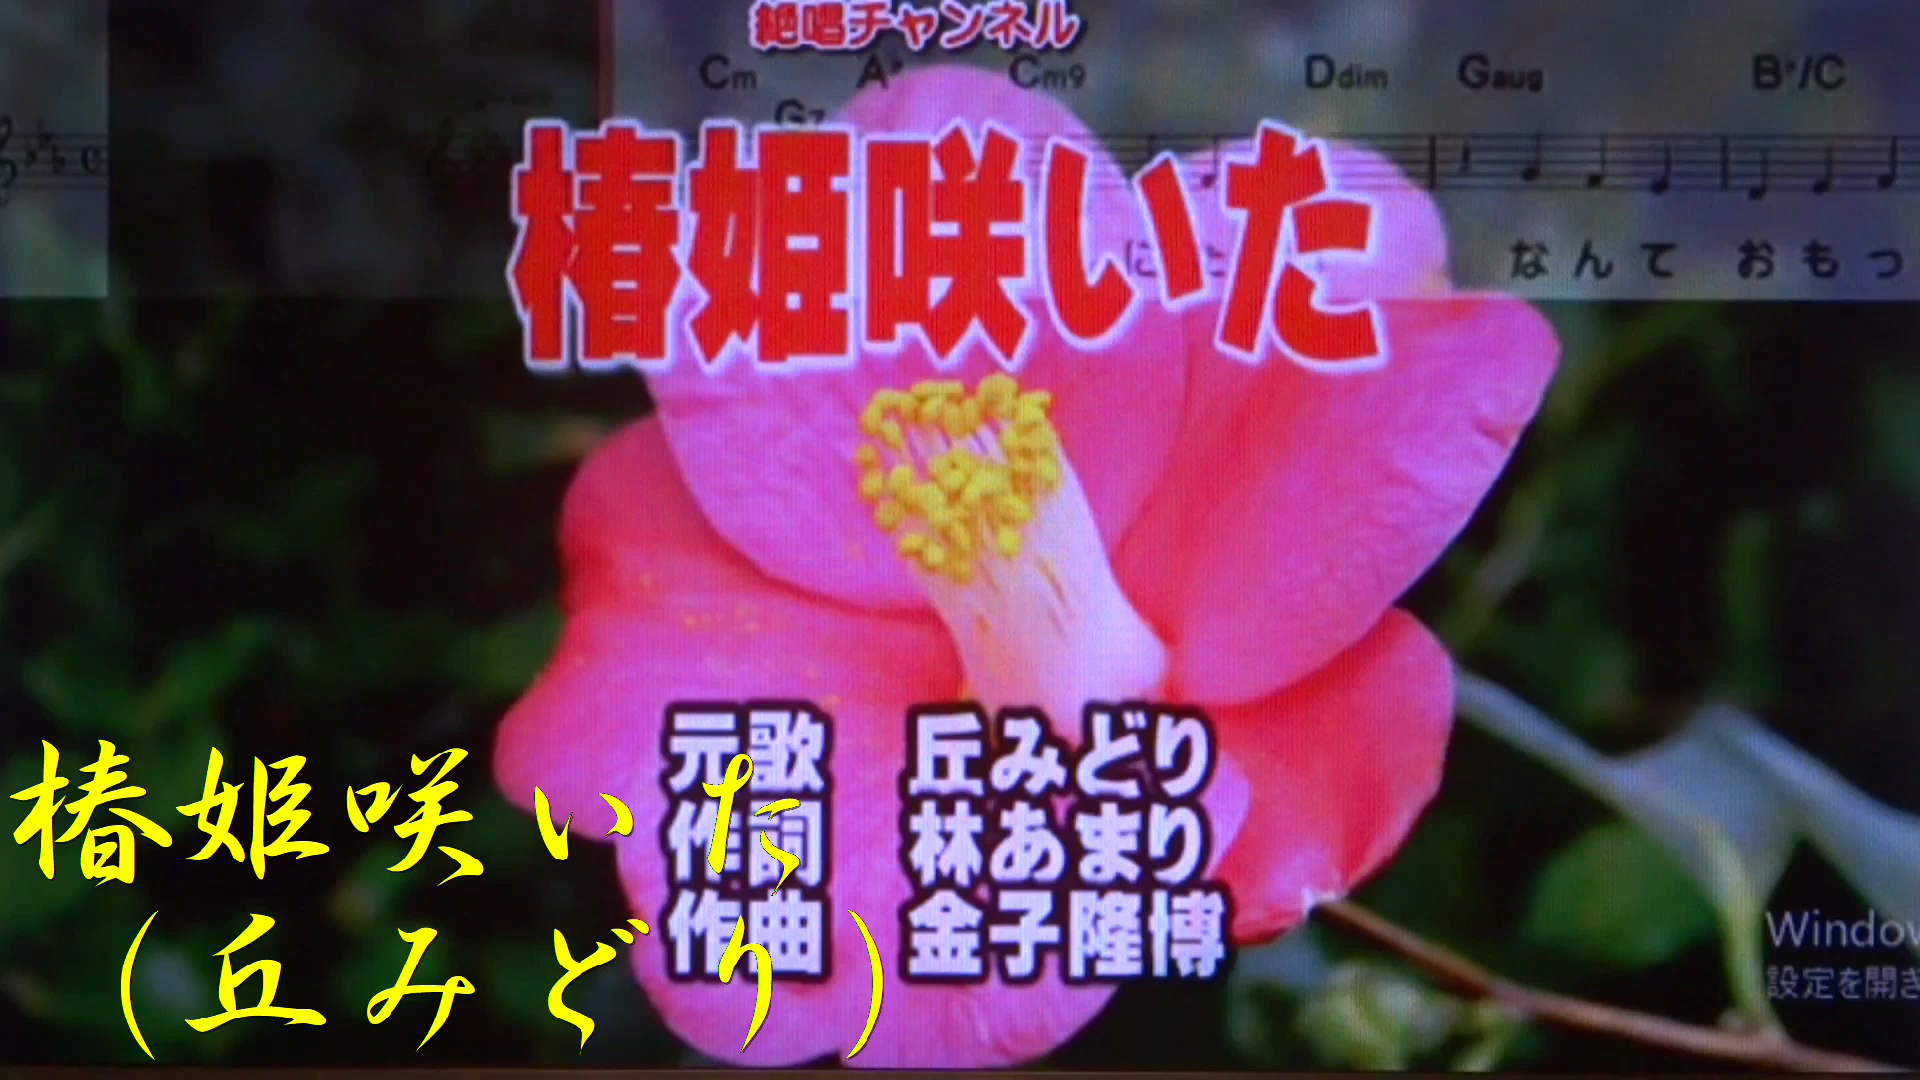 絶唱チャンネル
Cm A♭ Cm9 Ddim Gaug B♭/C
G7
椿姫咲いた
なんて おもっ
元歌 丘みどり
作詞 林あまり
作曲 金子隆博
椿姫咲いた
(丘みどり)
Window
設定を開き